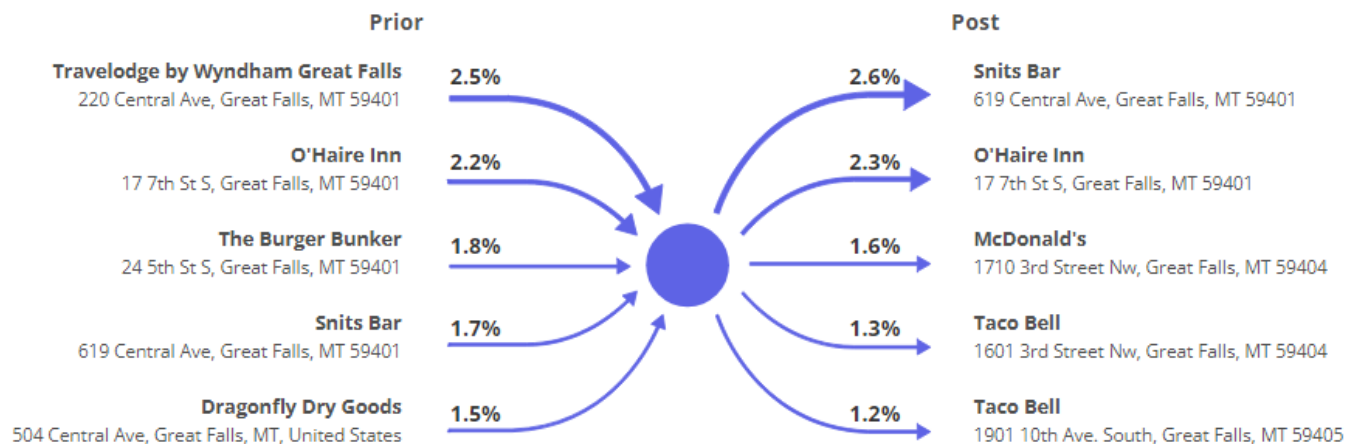 Prior
Post
Travelodge by Wyndham Great Falls
220 Central Ave, Great Falls, MT 59401
2.5%
2.6%
Snits Bar
619 Central Ave, Great Falls, MT 59401
O'Haire Inn
17 7th St S, Great Falls, MT 59401
2.2%
2.3%
O'Haire Inn
17 7th St S, Great Falls, MT 59401
The Burger Bunker
24 5th St S, Great Falls, MT 59401
1.8%
1.6%
McDonald's
1710 3rd Street Nw, Great Falls, MT 59404
Snits Bar
619 Central Ave, Great Falls, MT 59401
1.7%
1.3%
Taco Bell
1601 3rd Street Nw, Great Falls, MT 59404
Dragonfly Dry Goods
504 Central Ave, Great Falls, MT, United States
1.5%
1.2%
Taco Bell
1901 10th Ave. South, Great Falls, MT 59405